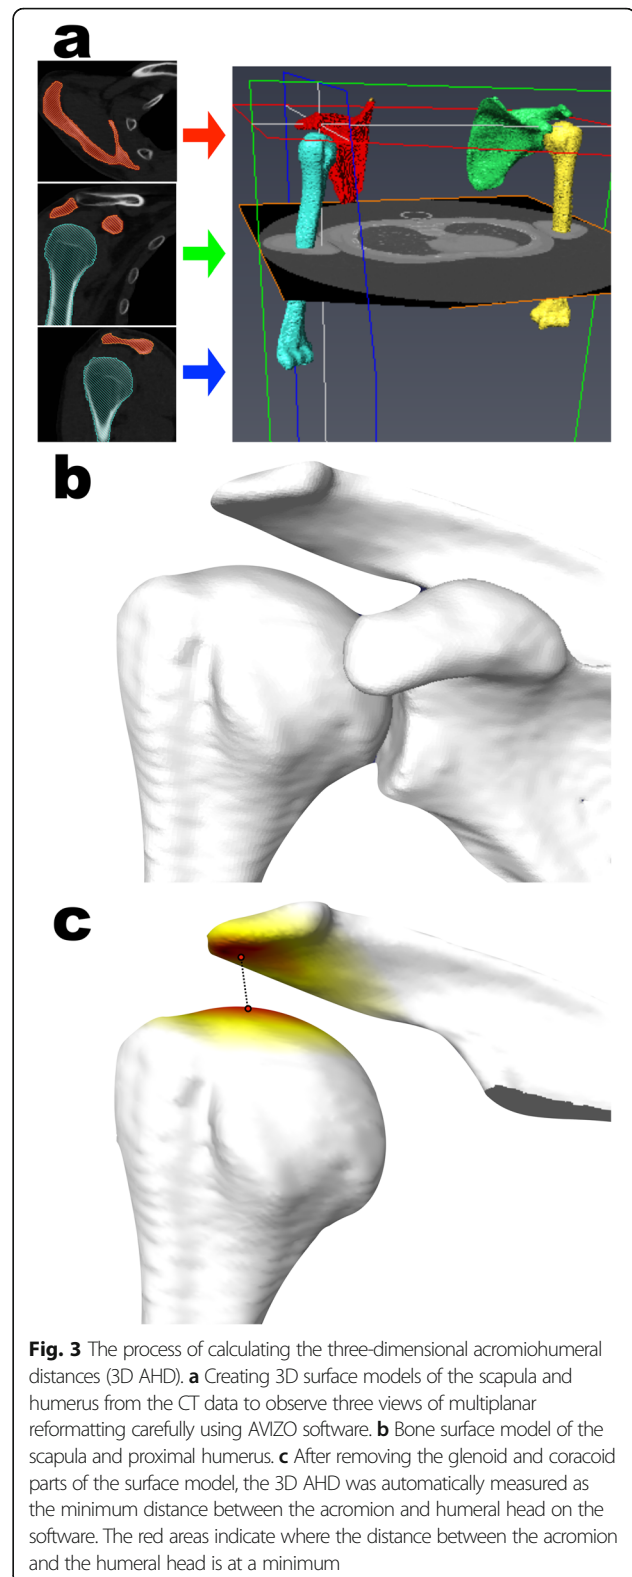 a
b
c
Fig. 3 The process of calculating the three-dimensional acromiohumeral
distances (3D AHD). a Creating 3D surface models of the scapula and
humerus from the CT data to observe three views of multiplanar
reformatting carefully using AVIZO software. b Bone surface model of the
scapula and proximal humerus. c After removing the glenoid and coracoid
parts of the surface model, the 3D AHD was automatically measured as
the minimum distance between the acromion and humeral head on the
software. The red areas indicate where the distance between the acromion
and the humeral head is at a minimum